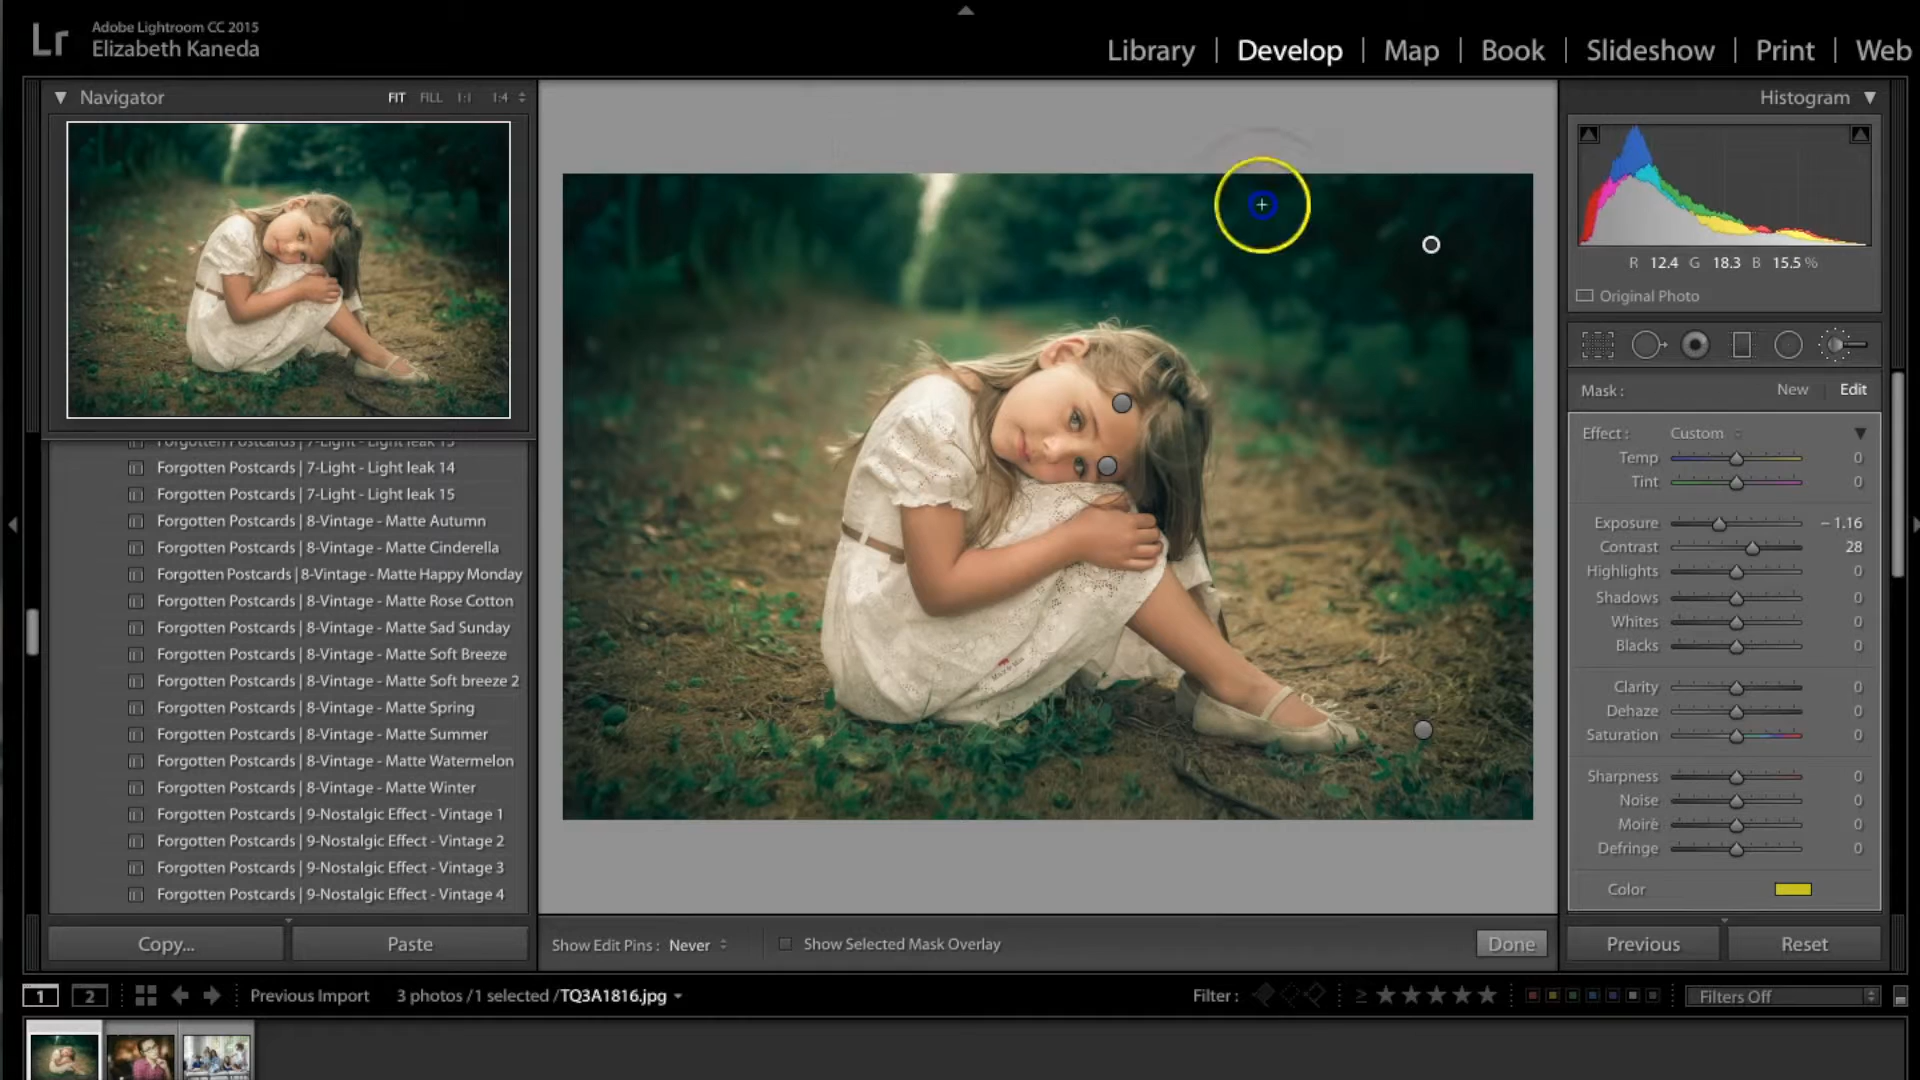 Lr
Adobe Lightroom CC 2015
Elizabeth Kaneda
Library | Develop | Map | Book | Slideshow | Print | Web
Navigator FIT FILL 1:1 1:4
Forgotten Postcards | 7-Light - Light leak 13
Forgotten Postcards | 7-Light - Light leak 14
Forgotten Postcards | 7-Light - Light leak 15
Forgotten Postcards | 8-Vintage - Matte Autumn
Forgotten Postcards | 8-Vintage - Matte Cinderella
Forgotten Postcards | 8-Vintage - Matte Happy Monday
Forgotten Postcards | 8-Vintage - Matte Rose Cotton
Forgotten Postcards | 8-Vintage - Matte Sad Sunday
Forgotten Postcards | 8-Vintage - Matte Soft Breeze
Forgotten Postcards | 8-Vintage - Matte Soft breeze 2
Forgotten Postcards | 8-Vintage - Matte Spring
Forgotten Postcards | 8-Vintage - Matte Summer
Forgotten Postcards | 8-Vintage - Matte Watermelon
Forgotten Postcards | 8-Vintage - Matte Winter
Forgotten Postcards | 9-Nostalgic Effect - Vintage 1
Forgotten Postcards | 9-Nostalgic Effect - Vintage 2
Forgotten Postcards | 9-Nostalgic Effect - Vintage 3
Forgotten Postcards | 9-Nostalgic Effect - Vintage 4
Copy... Paste
Show Edit Pins : Never Show Selected Mask Overlay Done
Histogram
R 12.4 G 18.3 B 15.5 %
Original Photo
Mask : New Edit
Effect : Custom
Temp 0
Tint 0
Exposure – 1.16
Contrast 28
Highlights 0
Shadows 0
Whites 0
Blacks 0
Clarity 0
Dehaze 0
Saturation 0
Sharpness 0
Noise 0
Moiré 0
Defringe 0
Color
Previous Reset
1 2 Previous Import 3 photos /1 selected /TQ3A1816.jpg Filter : ≥ ★★★★★ Filters Off